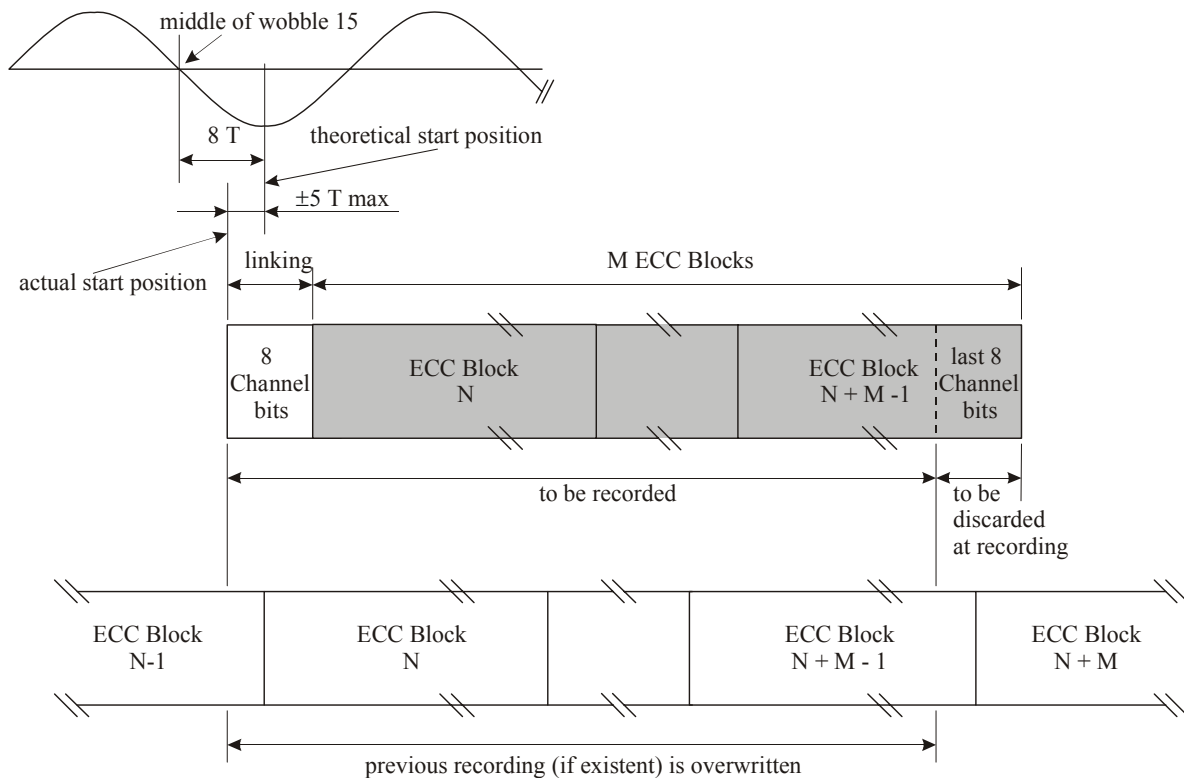 middle of wobble 15
8 T
theoretical start position
±5 T max
actual start position
linking
M ECC Blocks
8
Channel
bits
ECC Block
N
ECC Block
N + M -1
last 8
Channel
bits
to be recorded
to be
discarded
at recording
ECC Block
N-1
ECC Block
N
ECC Block
N + M - 1
ECC Block
N + M
previous recording (if existent) is overwritten